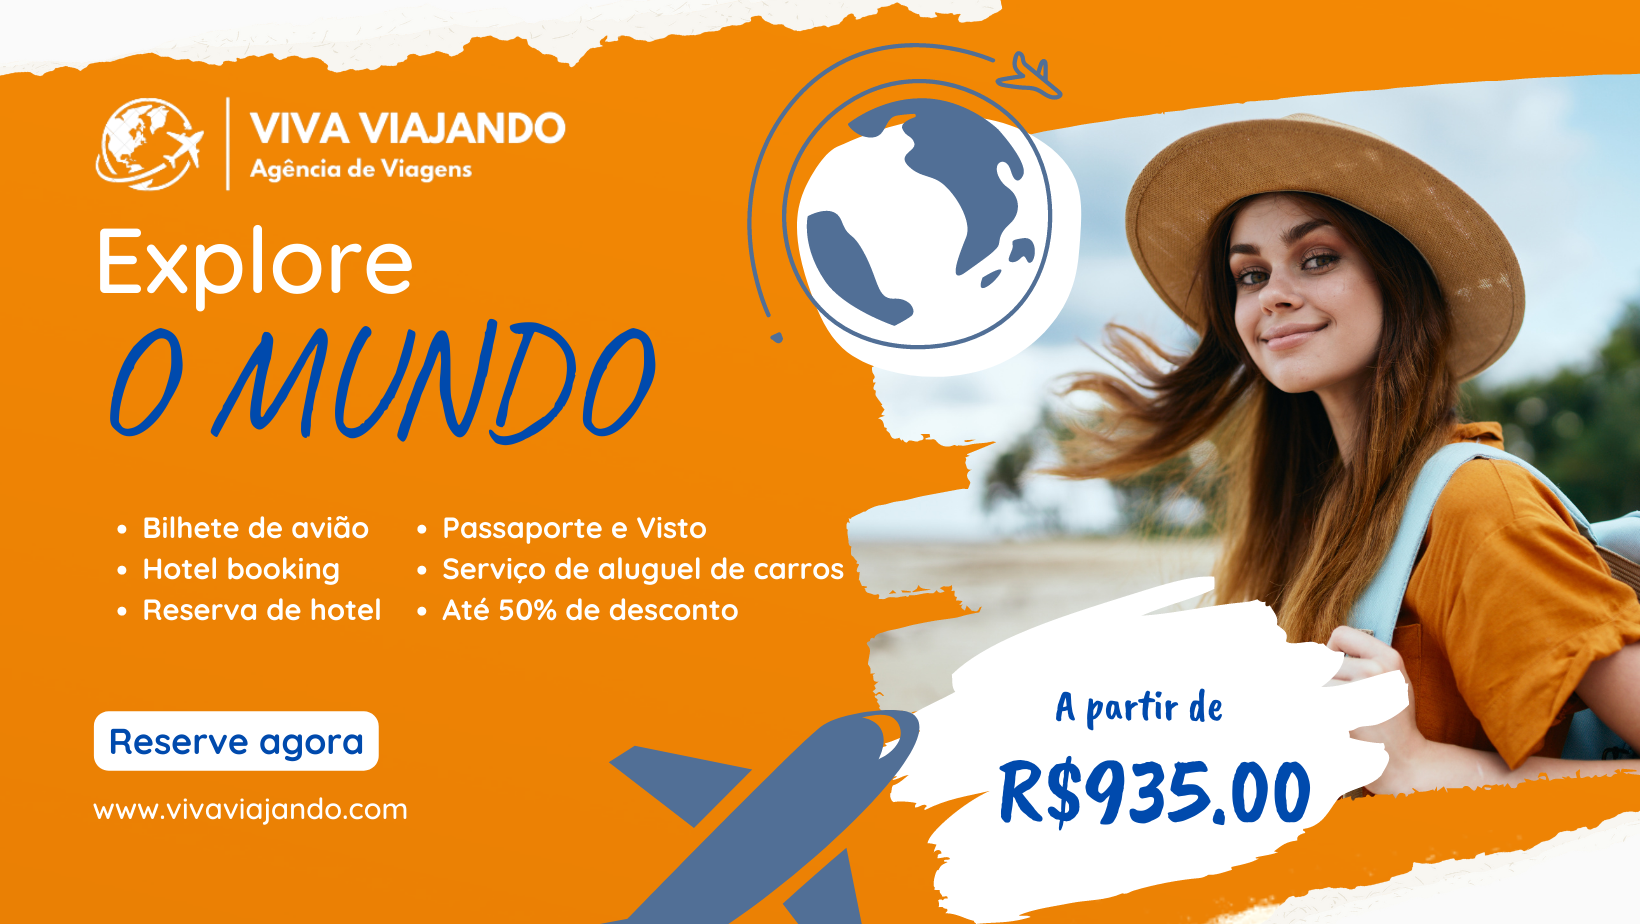 VIVA VIAJANDO
Agência de Viagens
Explore
O MUNDO
• Bilhete de avião
• Hotel booking
• Reserva de hotel
• Passaporte e Visto
• Serviço de aluguel de carros
• Até 50% de desconto
Reserve agora
www.vivaviajando.com
A partir de
R$935.00